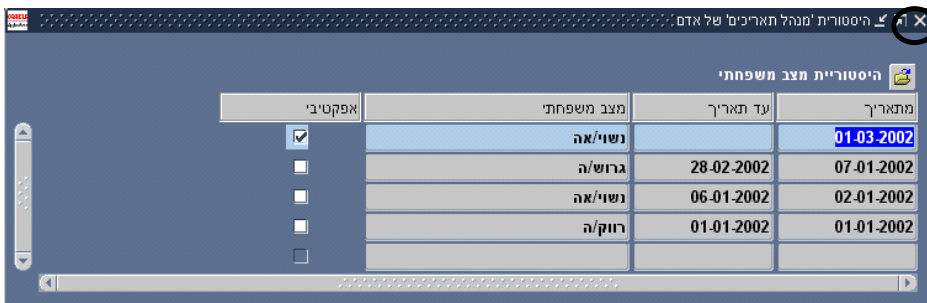 היסטורית 'מנהל תאריכים' של אדם
ORACLE
היסטוריית מצב משפחתי
מתאריך עד תאריך מצב משפחתי אפקטיבי
01-03-2002 נשוי/אה
07-01-2002 28-02-2002 גרוש/ה
02-01-2002 06-01-2002 נשוי/אה
01-01-2002 01-01-2002 רווק/ה